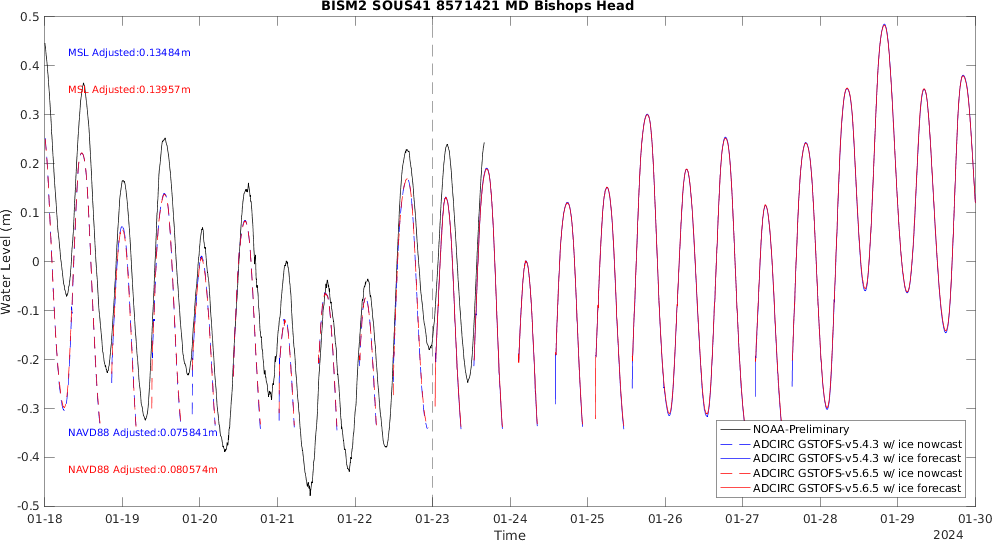 BISM2 SOUS41 8571421 MD Bishops Head
0.5
0.4
0.3
0.2
0.1
0
-0.1
-0.2
-0.3
-0.4
-0.5
Water Level (m)
MSL Adjusted:0.13484m
MSL Adjusted:0.13957m
NAVD88 Adjusted:0.075841m
NAVD88 Adjusted:0.080574m
NOAA-Preliminary
ADCIRC GSTOFS-v5.4.3 w/ ice nowcast
ADCIRC GSTOFS-v5.4.3 w/ ice forecast
ADCIRC GSTOFS-v5.6.5 w/ ice nowcast
ADCIRC GSTOFS-v5.6.5 w/ ice forecast
01-18 01-19 01-20 01-21 01-22 01-23 01-24 01-25 01-26 01-27 01-28 01-29 01-30
Time
2024